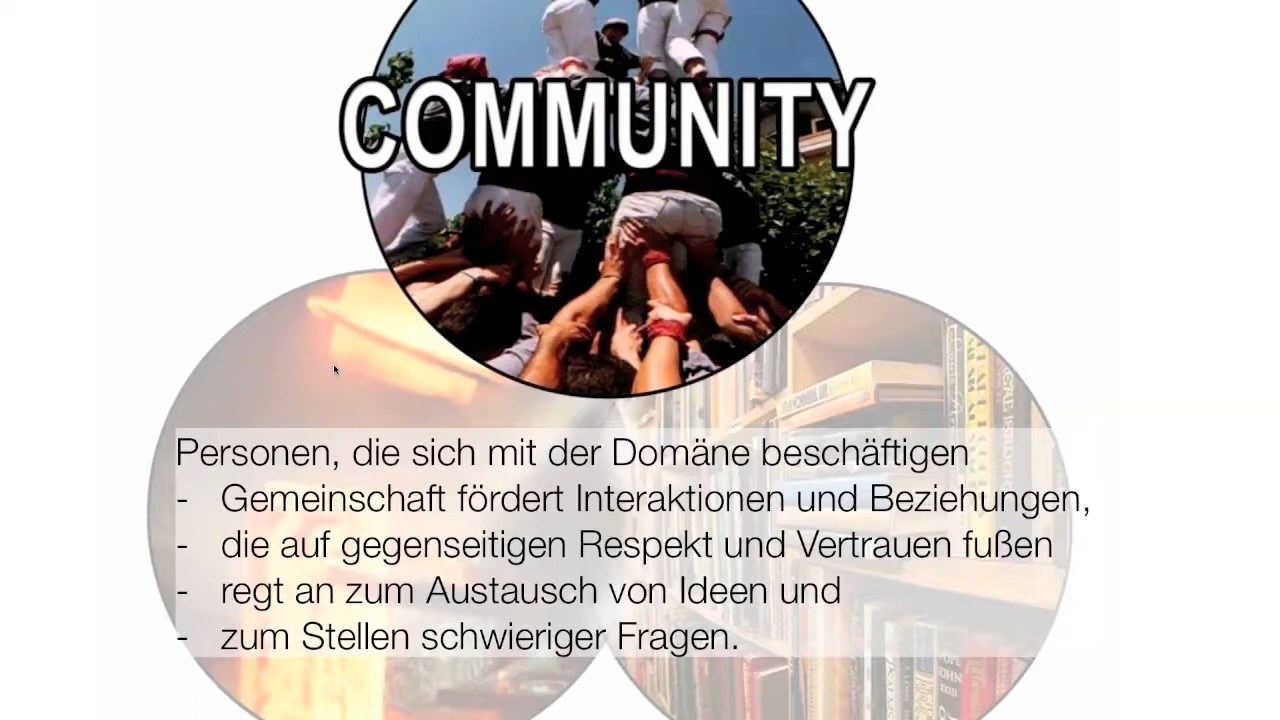 COMMUNITY
Personen, die sich mit der Domäne beschäftigen
- Gemeinschaft fördert Interaktionen und Beziehungen,
- die auf gegenseitigen Respekt und Vertrauen fußen
- regt an zum Austausch von Ideen und
- zum Stellen schwieriger Fragen.